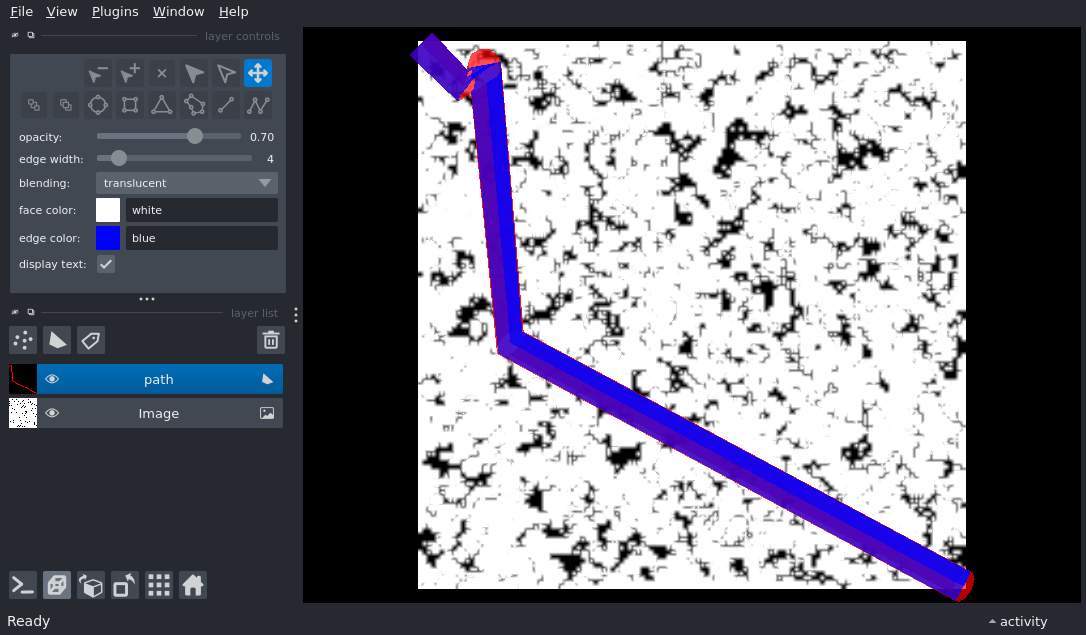 File View Plugins Window Help
layer controls
opacity: 0.70
edge width: 4
blending: translucent
face color: white
edge color: blue
display text:
layer list
path
Image
Ready
activity